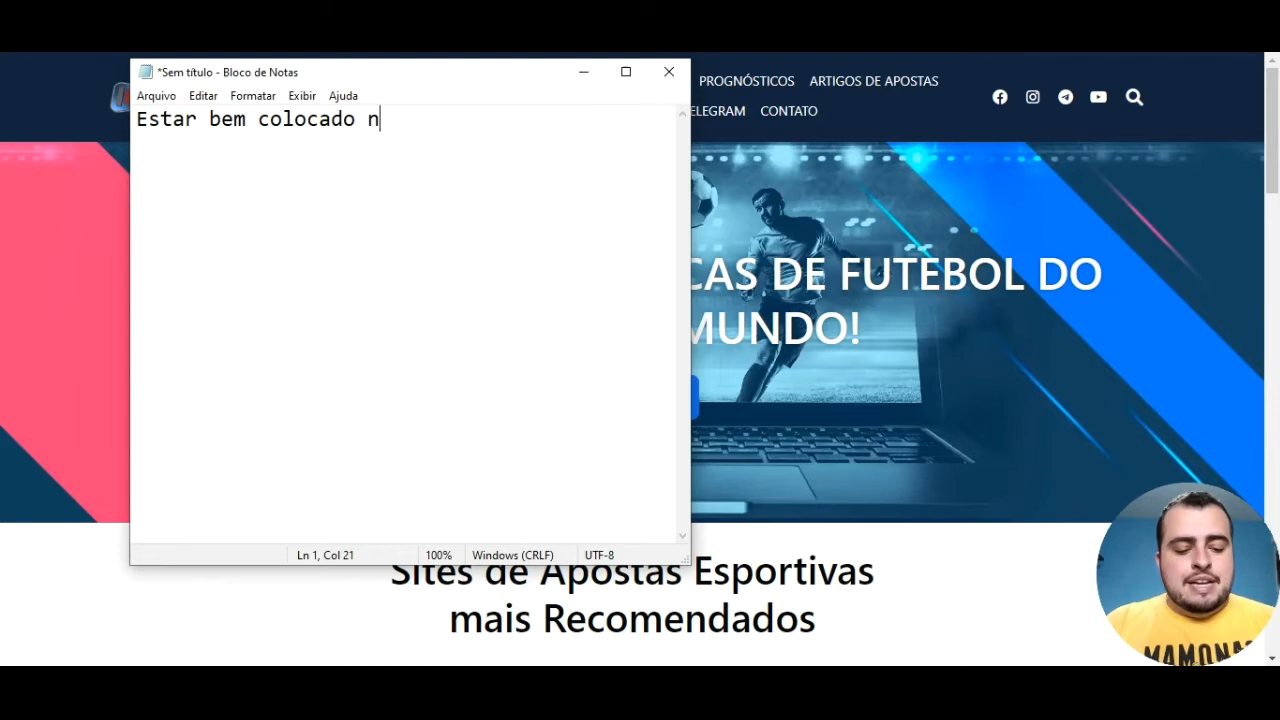 *Sem título - Bloco de Notas
Arquivo Editar Formatar Exibir Ajuda
Estar bem colocado n
Ln 1, Col 21 100% Windows (CRLF) UTF-8
PROGNÓSTICOS ARTIGOS DE APOSTAS
ELEGRAM CONTATO
CAS DE FUTEBOL DO
MUNDO!
Sites de Apostas Esportivas
mais Recomendados
MAMONAS